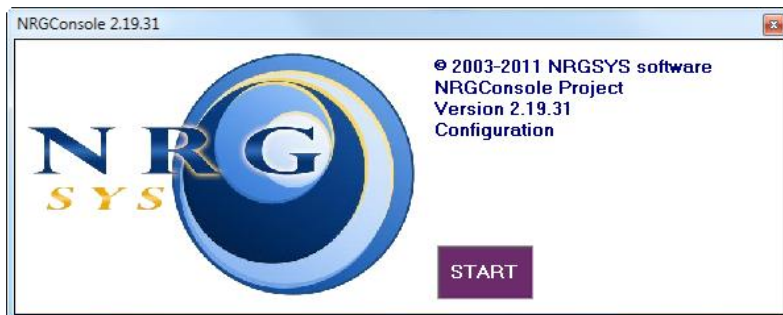 NRGConsole 2.19.31
© 2003-2011 NRGSYS software
NRGConsole Project
Version 2.19.31
Configuration
NRG
SYS
START